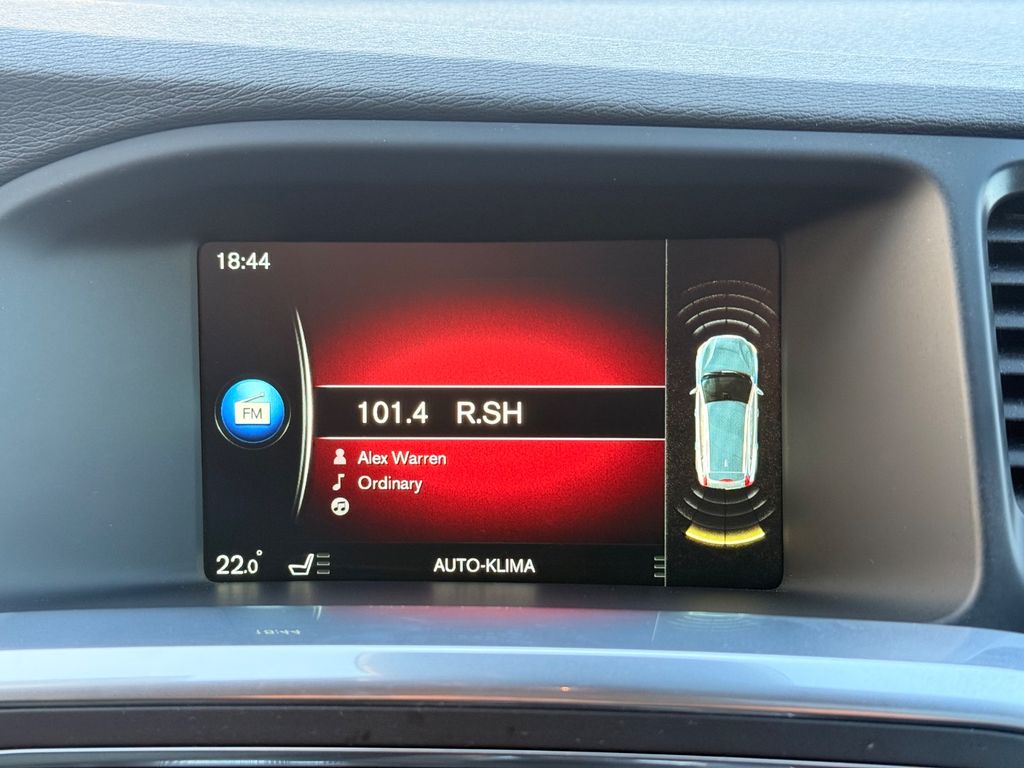 18:44
FM
101.4 R.SH
Alex Warren
Ordinary
22.0°
AUTO-KLIMA